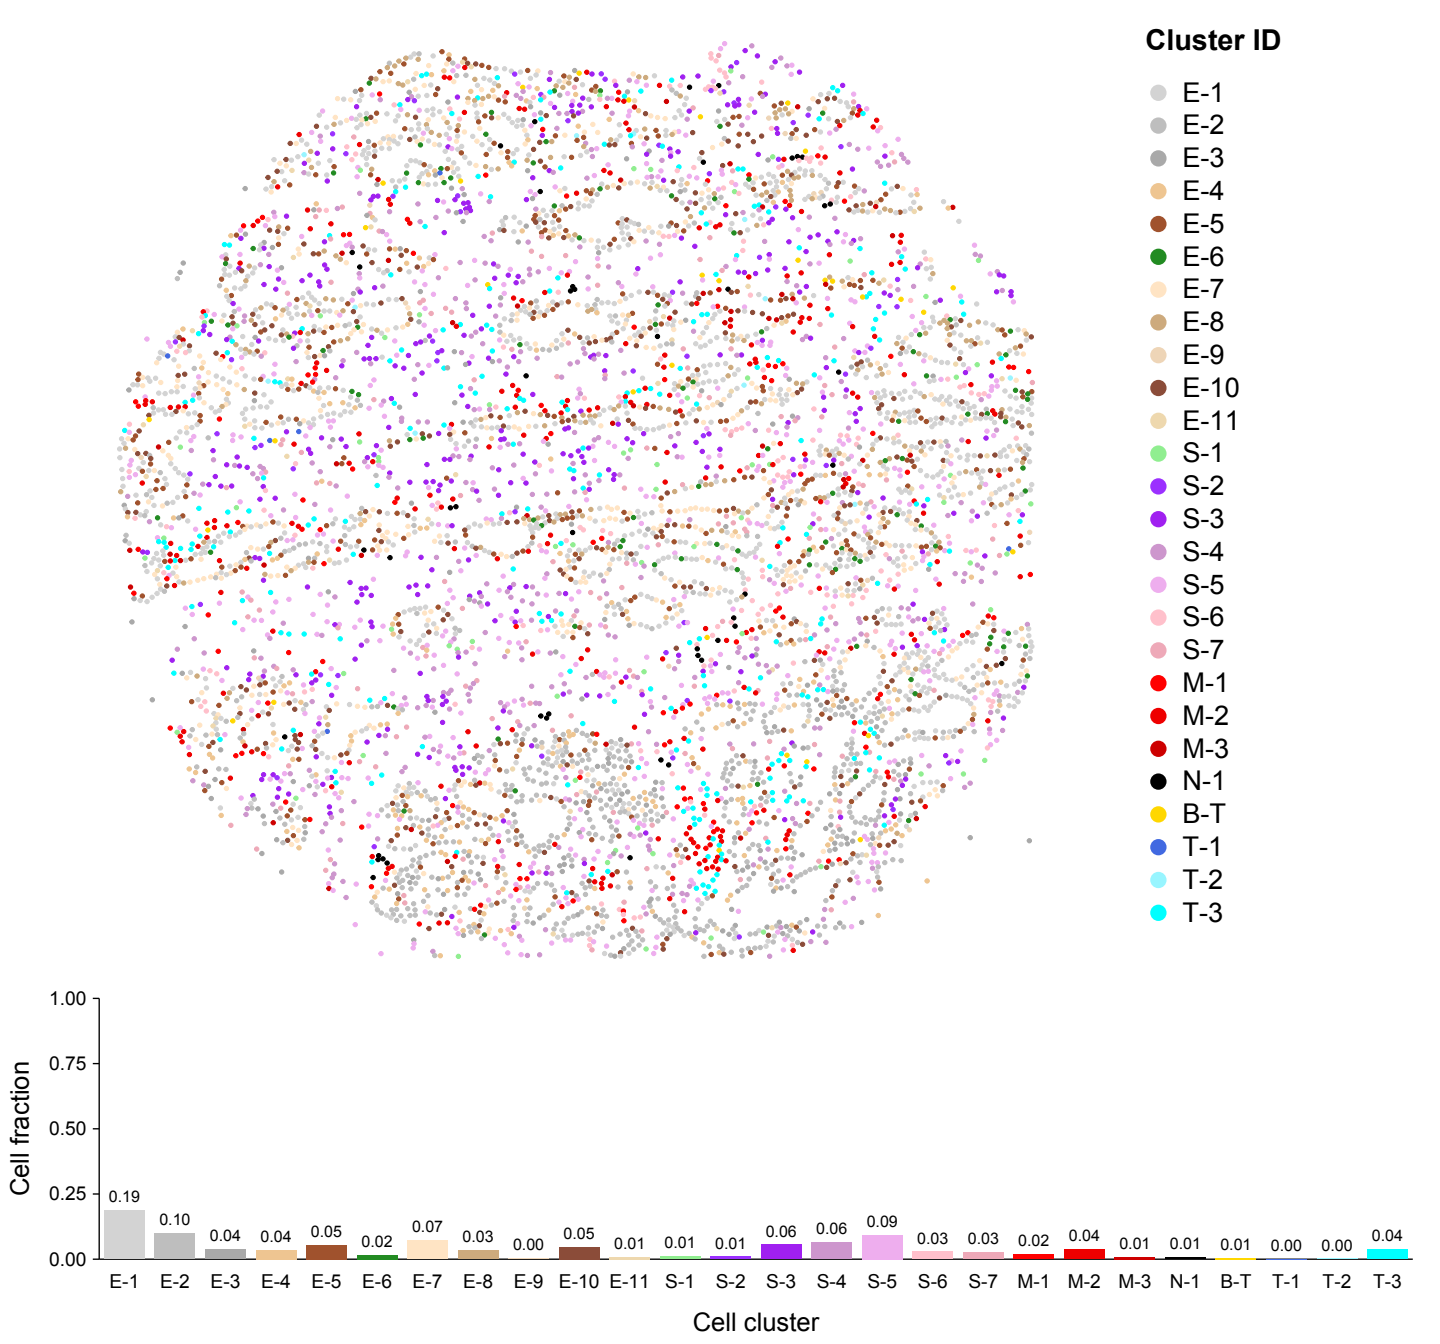 Cluster ID
E-1
E-2
E-3
E-4
E-5
E-6
E-7
E-8
E-9
E-10
E-11
S-1
S-2
S-3
S-4
S-5
S-6
S-7
M-1
M-2
M-3
N-1
B-T
T-1
T-2
T-3
1.00
0.75
0.50
0.25
0.00
Cell fraction
0.19 0.10 0.04 0.04 0.05 0.02 0.07 0.03 0.00 0.05 0.01 0.01 0.01 0.06 0.06 0.09 0.03 0.03 0.02 0.04 0.01 0.01 0.01 0.00 0.00 0.04
E-1 E-2 E-3 E-4 E-5 E-6 E-7 E-8 E-9 E-10 E-11 S-1 S-2 S-3 S-4 S-5 S-6 S-7 M-1 M-2 M-3 N-1 B-T T-1 T-2 T-3
Cell cluster